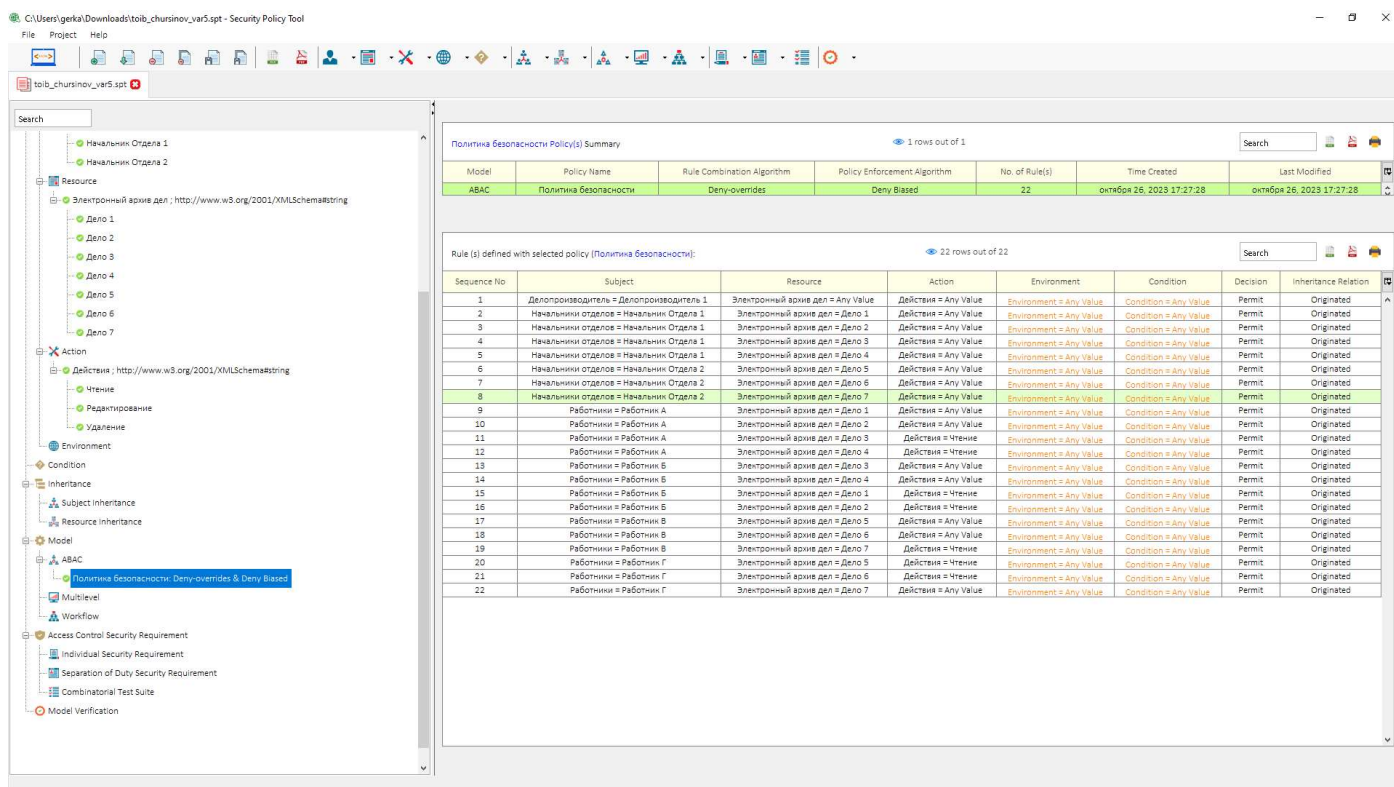 C:\Users\gerka\Downloads\toib_chursinov_var5.spt - Security Policy Tool
File Project Help
toib_chursinov_var5.spt
Search
Начальник Отдела 1
Начальник Отдела 2
Resource
Электронный архив дел ; http://www.w3.org/2001/XMLSchema#string
Дело 1
Дело 2
Дело 3
Дело 4
Дело 5
Дело 6
Дело 7
Action
Действия ; http://www.w3.org/2001/XMLSchema#string
Чтение
Редактирование
Удаление
Environment
Condition
Inheritance
Subject Inheritance
Resource Inheritance
Model
ABAC
Политика безопасности: Deny-overrides & Deny Biased
Multilevel
Workflow
Access Control Security Requirement
Individual Security Requirement
Separation of Duty Security Requirement
Combinatorial Test Suite
Model Verification
Политика безопасности Policy(s) Summary 1 rows out of 1 Search
Model Policy Name Rule Combination Algorithm Policy Enforcement Algorithm No. of Rule(s) Time Created Last Modified
ABAC Политика безопасности Deny-overrides Deny Biased 22 октября 26, 2023 17:27:28 октября 26, 2023 17:27:28
Rule (s) defined with selected policy (Политика безопасности): 22 rows out of 22 Search
Sequence No Subject Resource Action Environment Condition Decision Inheritance Relation
1 Делопроизводитель = Делопроизводитель 1 Электронный архив дел = Any Value Действия = Any Value Environment = Any Value Condition = Any Value Permit Originated
2 Начальники отделов = Начальник Отдела 1 Электронный архив дел = Дело 1 Действия = Any Value Environment = Any Value Condition = Any Value Permit Originated
3 Начальники отделов = Начальник Отдела 1 Электронный архив дел = Дело 2 Действия = Any Value Environment = Any Value Condition = Any Value Permit Originated
4 Начальники отделов = Начальник Отдела 1 Электронный архив дел = Дело 3 Действия = Any Value Environment = Any Value Condition = Any Value Permit Originated
5 Начальники отделов = Начальник Отдела 1 Электронный архив дел = Дело 4 Действия = Any Value Environment = Any Value Condition = Any Value Permit Originated
6 Начальники отделов = Начальник Отдела 2 Электронный архив дел = Дело 5 Действия = Any Value Environment = Any Value Condition = Any Value Permit Originated
7 Начальники отделов = Начальник Отдела 2 Электронный архив дел = Дело 6 Действия = Any Value Environment = Any Value Condition = Any Value Permit Originated
8 Начальники отделов = Начальник Отдела 2 Электронный архив дел = Дело 7 Действия = Any Value Environment = Any Value Condition = Any Value Permit Originated
9 Работники = Работник А Электронный архив дел = Дело 1 Действия = Any Value Environment = Any Value Condition = Any Value Permit Originated
10 Работники = Работник А Электронный архив дел = Дело 2 Действия = Any Value Environment = Any Value Condition = Any Value Permit Originated
11 Работники = Работник А Электронный архив дел = Дело 3 Действия = Чтение Environment = Any Value Condition = Any Value Permit Originated
12 Работники = Работник А Электронный архив дел = Дело 4 Действия = Чтение Environment = Any Value Condition = Any Value Permit Originated
13 Работники = Работник Б Электронный архив дел = Дело 3 Действия = Any Value Environment = Any Value Condition = Any Value Permit Originated
14 Работники = Работник Б Электронный архив дел = Дело 4 Действия = Any Value Environment = Any Value Condition = Any Value Permit Originated
15 Работники = Работник Б Электронный архив дел = Дело 1 Действия = Чтение Environment = Any Value Condition = Any Value Permit Originated
16 Работники = Работник Б Электронный архив дел = Дело 2 Действия = Чтение Environment = Any Value Condition = Any Value Permit Originated
17 Работники = Работник В Электронный архив дел = Дело 5 Действия = Any Value Environment = Any Value Condition = Any Value Permit Originated
18 Работники = Работник В Электронный архив дел = Дело 6 Действия = Any Value Environment = Any Value Condition = Any Value Permit Originated
19 Работники = Работник В Электронный архив дел = Дело 7 Действия = Чтение Environment = Any Value Condition = Any Value Permit Originated
20 Работники = Работник Г Электронный архив дел = Дело 5 Действия = Чтение Environment = Any Value Condition = Any Value Permit Originated
21 Работники = Работник Г Электронный архив дел = Дело 6 Действия = Чтение Environment = Any Value Condition = Any Value Permit Originated
22 Работники = Работник Г Электронный архив дел = Дело 7 Действия = Any Value Environment = Any Value Condition = Any Value Permit Originated